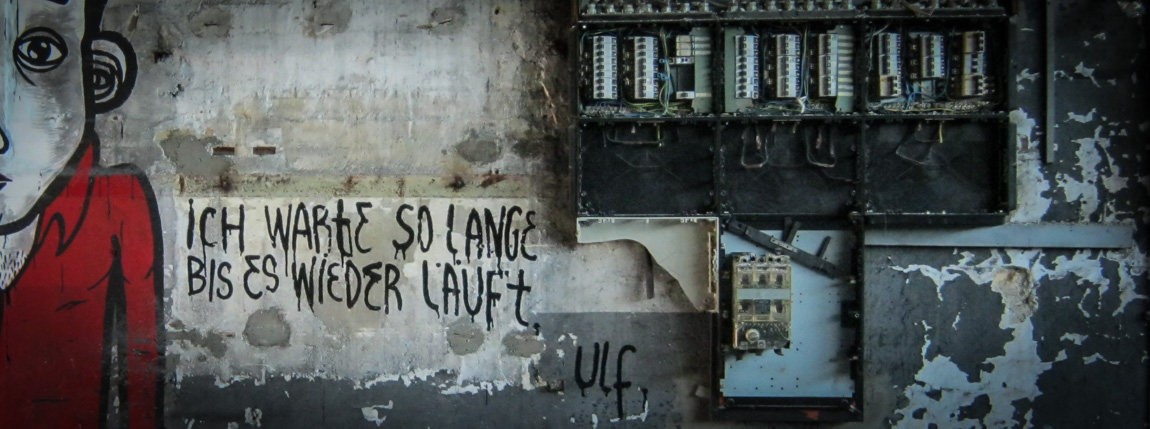 ICH WARTE SO LANGE
BIS ES WIEDER LÄUFT.
Ulf.